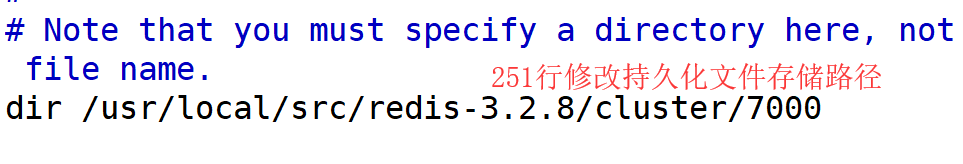 # Note that you must specify a directory here, not
file name.
251行修改持久化文件存储路径
dir /usr/local/src/redis-3.2.8/cluster/7000